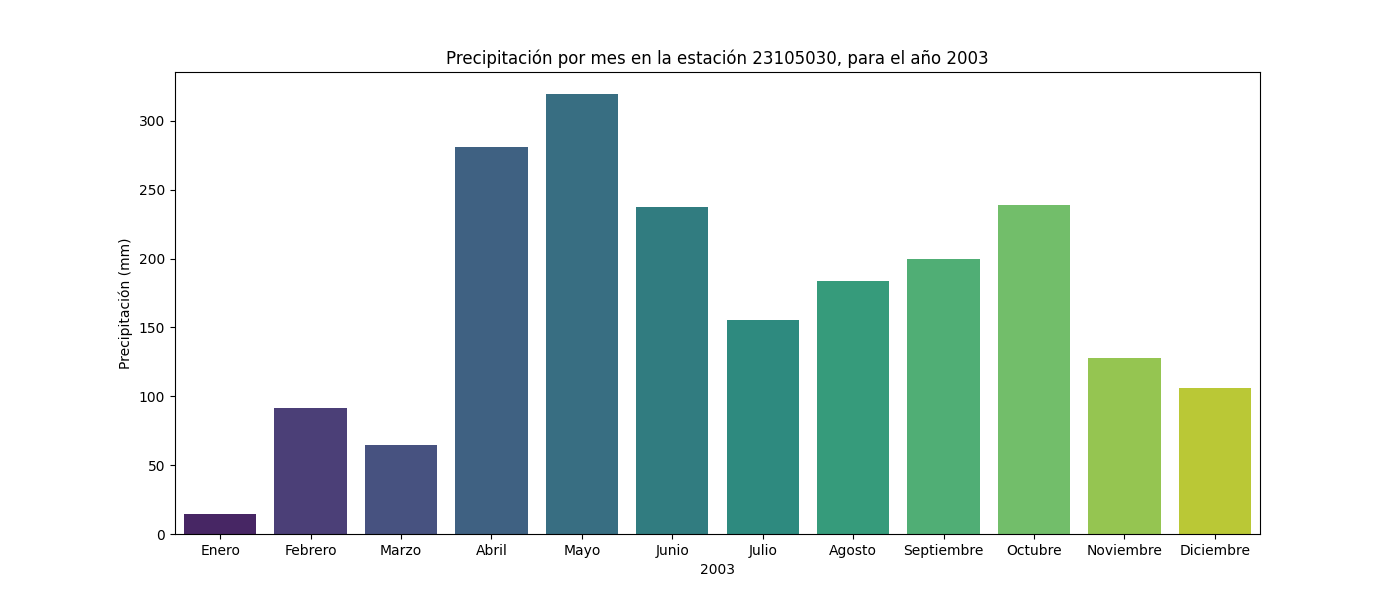 Precipitación por mes en la estación 23105030, para el año 2003
Precipitación (mm)
300
250
200
150
100
50
0
Enero Febrero Marzo Abril Mayo Junio Julio Agosto Septiembre Octubre Noviembre Diciembre
2003